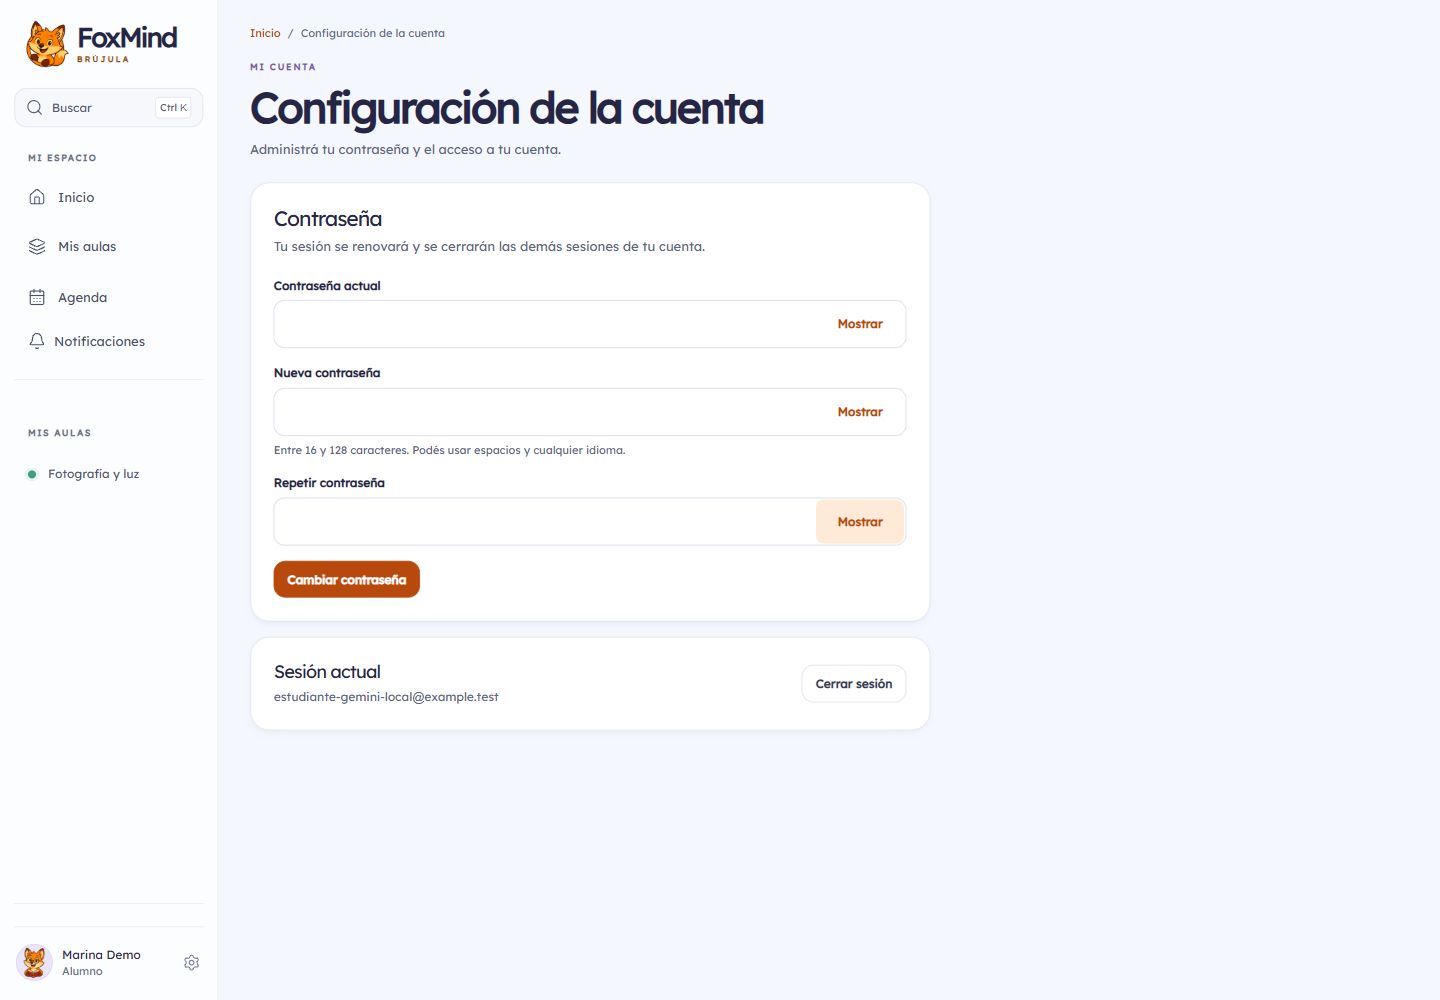 FoxMind
BRÚJULA
Buscar
Ctrl K
MI ESPACIO
Inicio
Mis aulas
Agenda
Notificaciones
MIS AULAS
Fotografía y luz
Marina Demo
Alumno
Inicio / Configuración de la cuenta
MI CUENTA
Configuración de la cuenta
Administrá tu contraseña y el acceso a tu cuenta.
Contraseña
Tu sesión se renovará y se cerrarán las demás sesiones de tu cuenta.
Contraseña actual
Mostrar
Nueva contraseña
Mostrar
Entre 16 y 128 caracteres. Podés usar espacios y cualquier idioma.
Repetir contraseña
Mostrar
Cambiar contraseña
Sesión actual
estudiante-gemini-local@example.test
Cerrar sesión